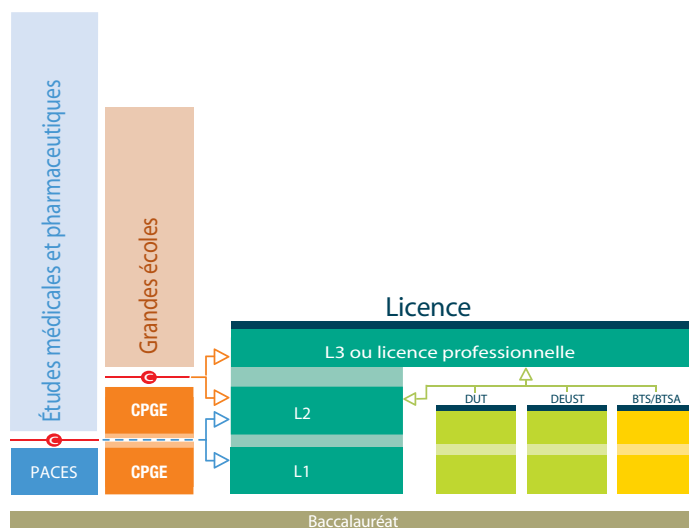 Études médicales et pharmaceutiques
Grandes écoles
Licence
L3 ou licence professionnelle
C
CPGE
L2
DUT
DEUST
BTS/BTSA
C
PACES
CPGE
L1
Baccalauréat